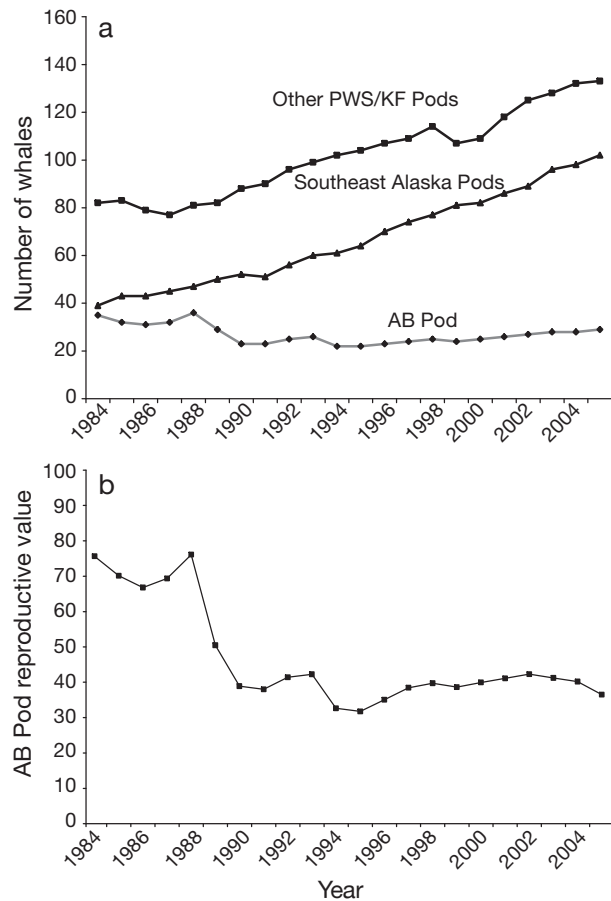 a
Number of whales
160
140
120
100
80
60
40
20
0
Other PWS/KF Pods
Southeast Alaska Pods
AB Pod
1984 1986 1988 1990 1992 1994 1996 1998 2000 2002 2004
b
AB Pod reproductive value
100
90
80
70
60
50
40
30
20
10
0
1984 1986 1988 1990 1992 1994 1996 1998 2000 2002 2004
Year